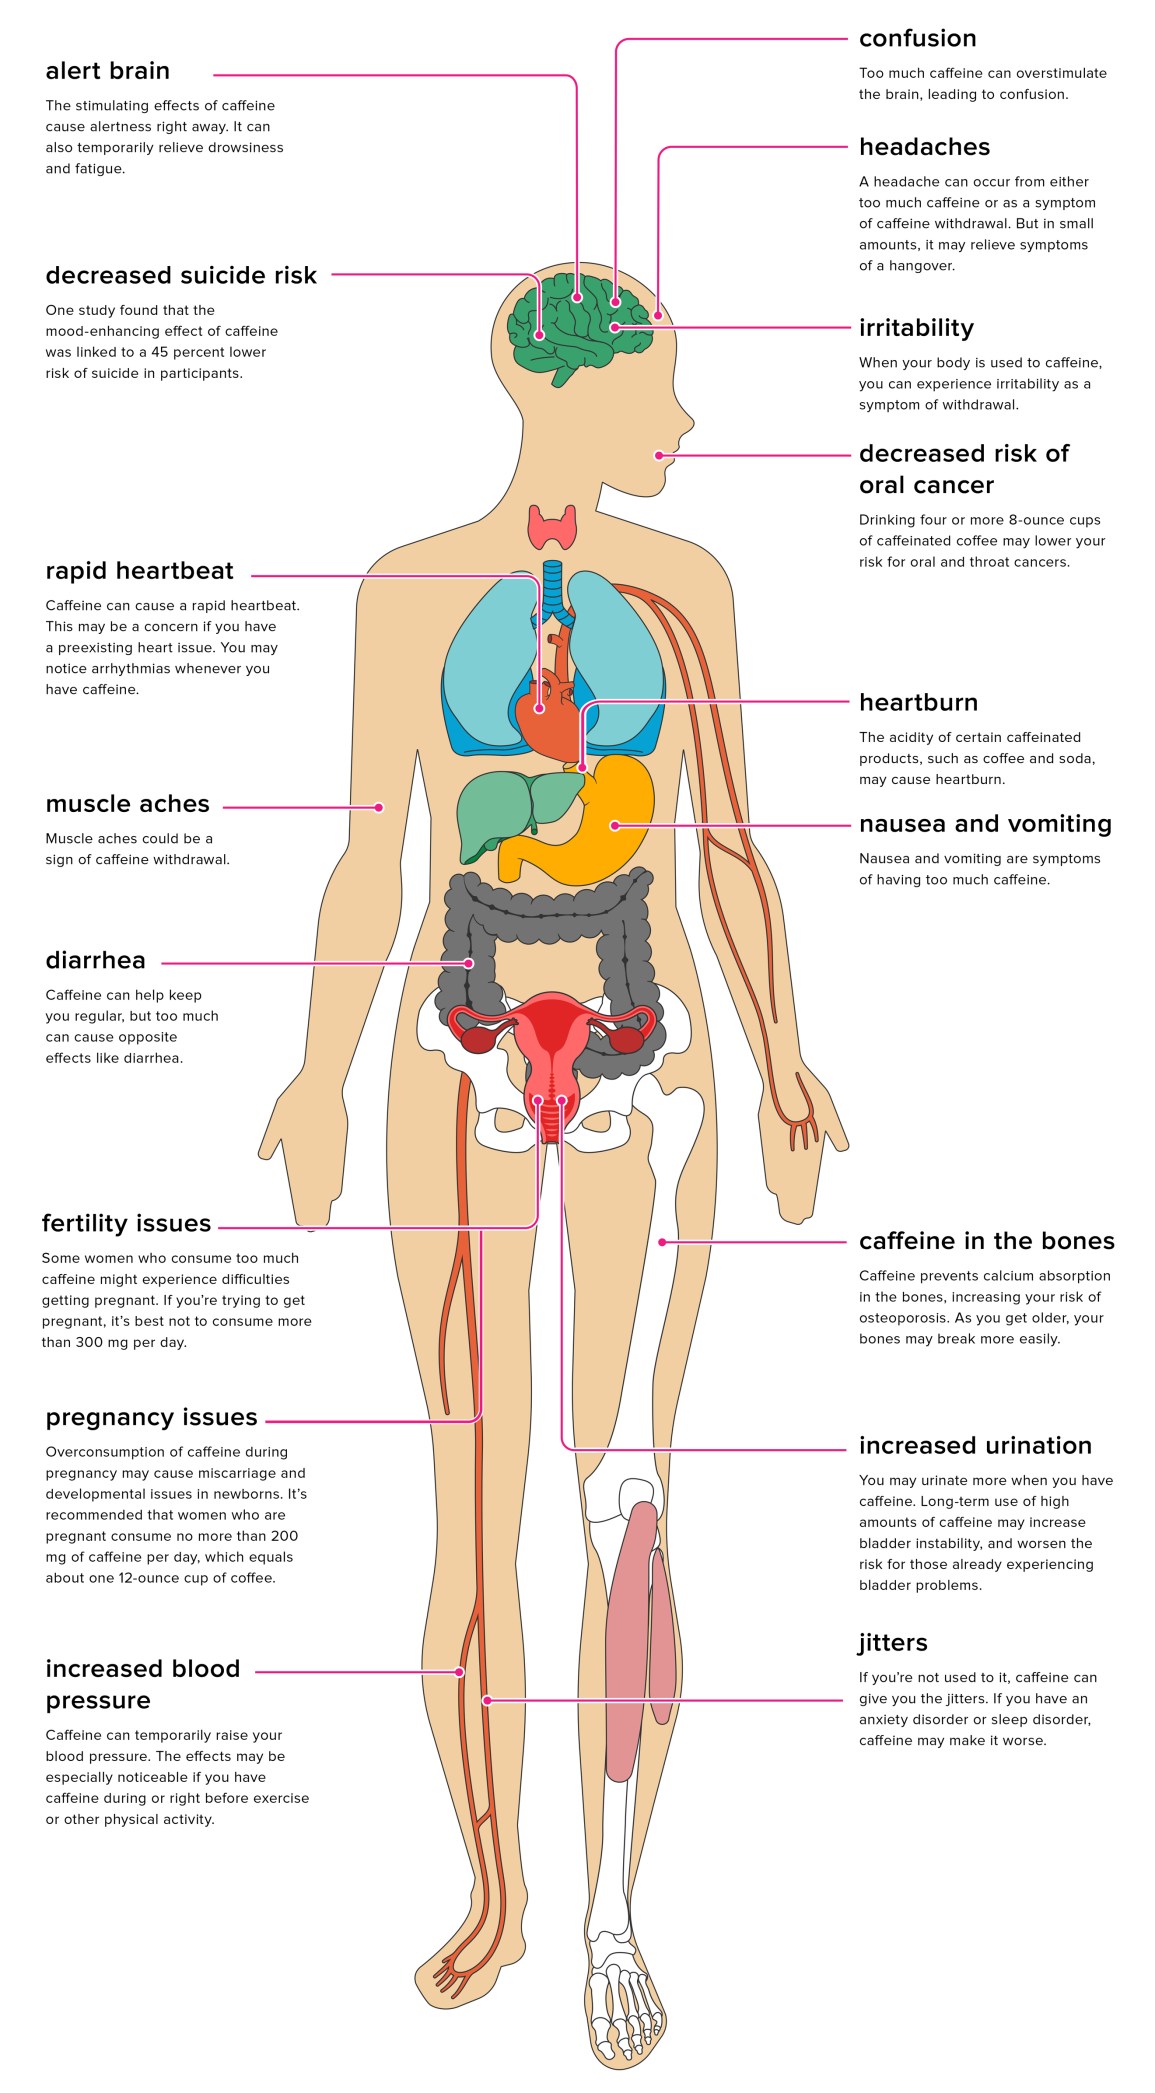 alert brain
The stimulating effects of caffeine
cause alertness right away. It can
also temporarily relieve drowsiness
and fatigue.
decreased suicide risk
One study found that the
mood-enhancing effect of caffeine
was linked to a 45 percent lower
risk of suicide in participants.
rapid heartbeat
Caffeine can cause a rapid heartbeat.
This may be a concern if you have
a preexisting heart issue. You may
notice arrhythmias whenever you
have caffeine.
muscle aches
Muscle aches could be a
sign of caffeine withdrawal.
diarrhea
Caffeine can help keep
you regular, but too much
can cause opposite
effects like diarrhea.
fertility issues
Some women who consume too much
caffeine might experience difficulties
getting pregnant. If you’re trying to get
pregnant, it’s best not to consume more
than 300 mg per day.
pregnancy issues
Overconsumption of caffeine during
pregnancy may cause miscarriage and
developmental issues in newborns. It’s
recommended that women who are
pregnant consume no more than 200
mg of caffeine per day, which equals
about one 12-ounce cup of coffee.
increased blood
pressure
Caffeine can temporarily raise your
blood pressure. The effects may be
especially noticeable if you have
caffeine during or right before exercise
or other physical activity.
confusion
Too much caffeine can overstimulate
the brain, leading to confusion.
headaches
A headache can occur from either
too much caffeine or as a symptom
of caffeine withdrawal. But in small
amounts, it may relieve symptoms
of a hangover.
irritability
When your body is used to caffeine,
you can experience irritability as a
symptom of withdrawal.
decreased risk of
oral cancer
Drinking four or more 8-ounce cups
of caffeinated coffee may lower your
risk for oral and throat cancers.
heartburn
The acidity of certain caffeinated
products, such as coffee and soda,
may cause heartburn.
nausea and vomiting
Nausea and vomiting are symptoms
of having too much caffeine.
caffeine in the bones
Caffeine prevents calcium absorption
in the bones, increasing your risk of
osteoporosis. As you get older, your
bones may break more easily.
increased urination
You may urinate more when you have
caffeine. Long-term use of high
amounts of caffeine may increase
bladder instability, and worsen the
risk for those already experiencing
bladder problems.
jitters
If you’re not used to it, caffeine can
give you the jitters. If you have an
anxiety disorder or sleep disorder,
caffeine may make it worse.